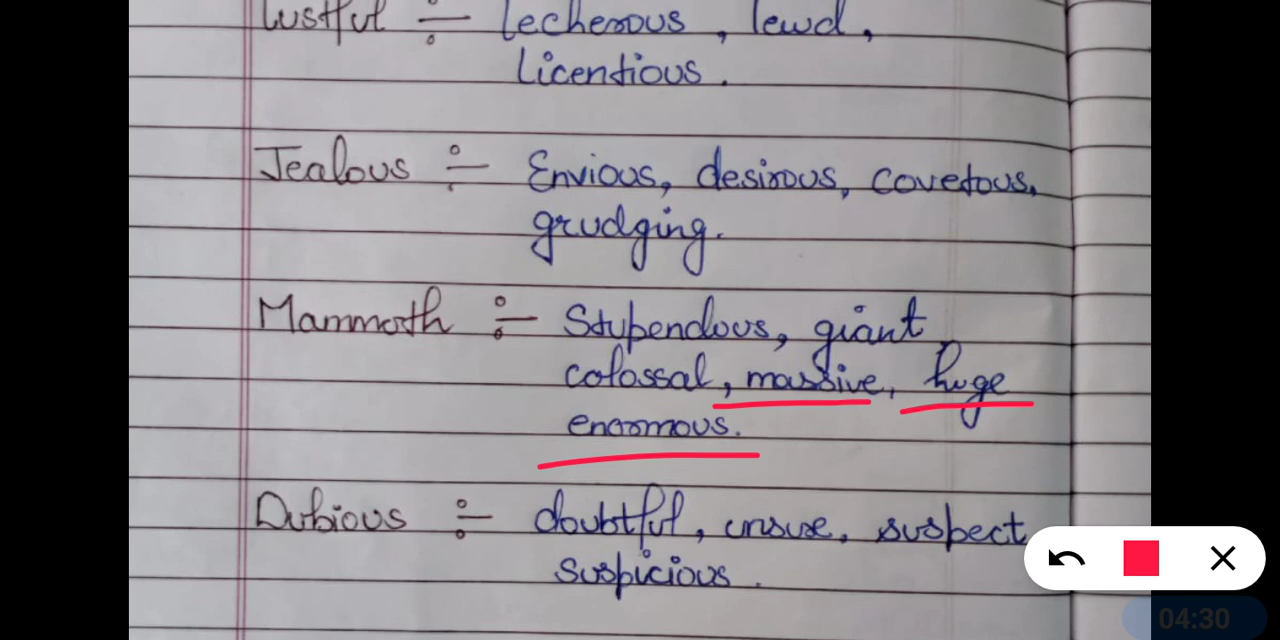 Lustful ÷ lecherous, lewd,
Licentious.
Jealous ÷ Envious, desirous, covetous,
grudging.
Mammoth ÷ Stupendous, giant,
colossal, massive, huge
enormous.
Dubious ÷ doubtful, unsure, suspect
suspicious.
04:30